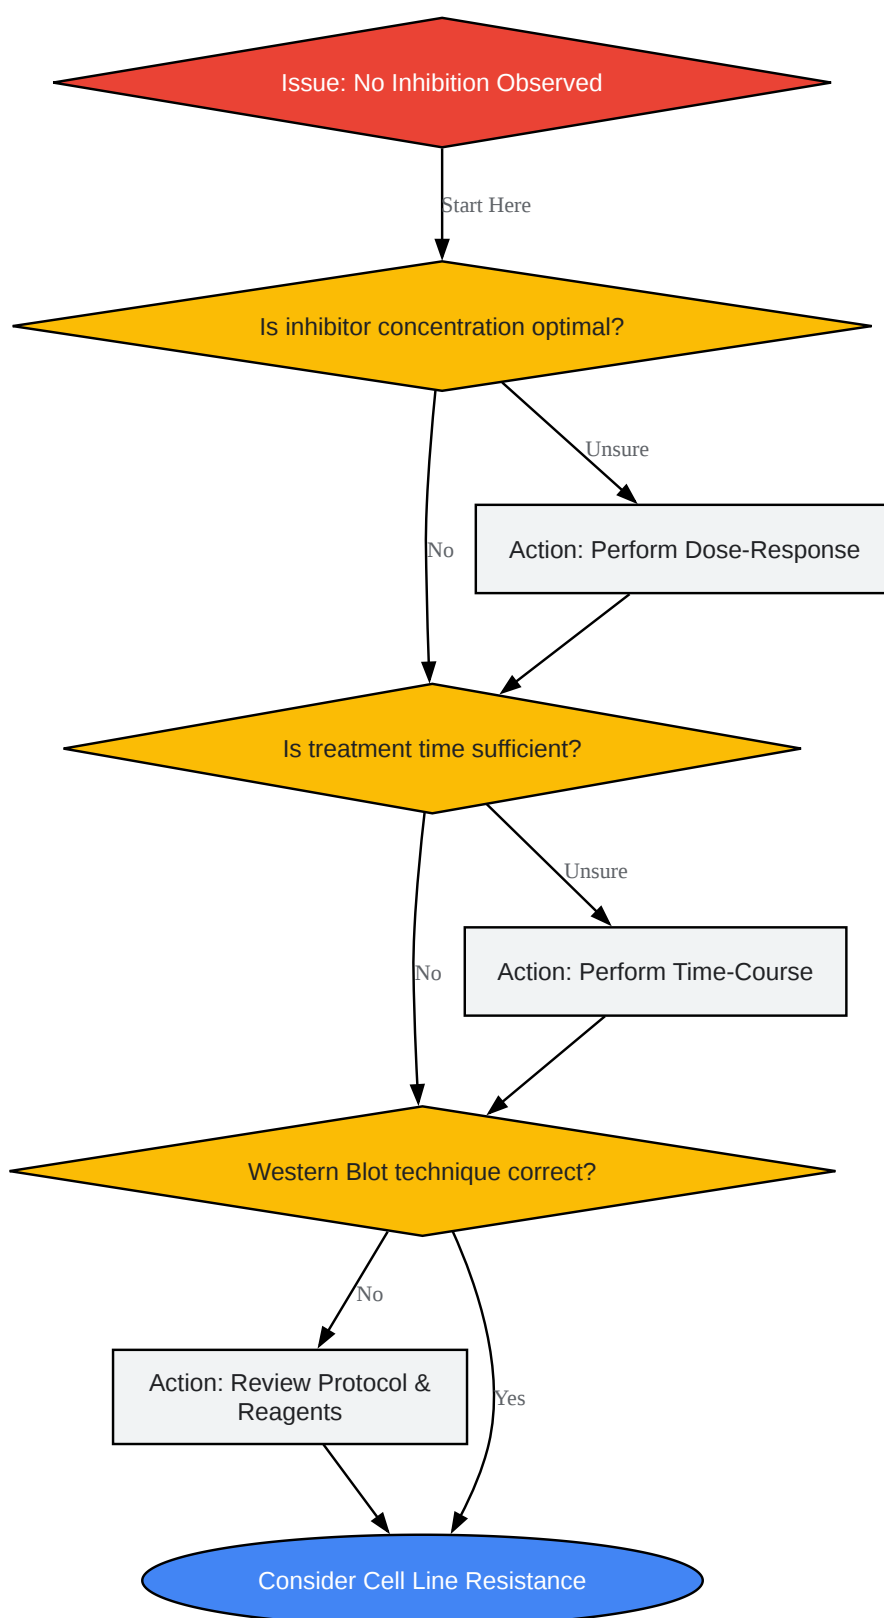 Issue: No Inhibition Observed
Start Here
Is inhibitor concentration optimal?
Unsure
No
Action: Perform Dose-Response
Is treatment time sufficient?
Unsure
No
Action: Perform Time-Course
Western Blot technique correct?
No
Action: Review Protocol &
Reagents
Yes
Consider Cell Line Resistance